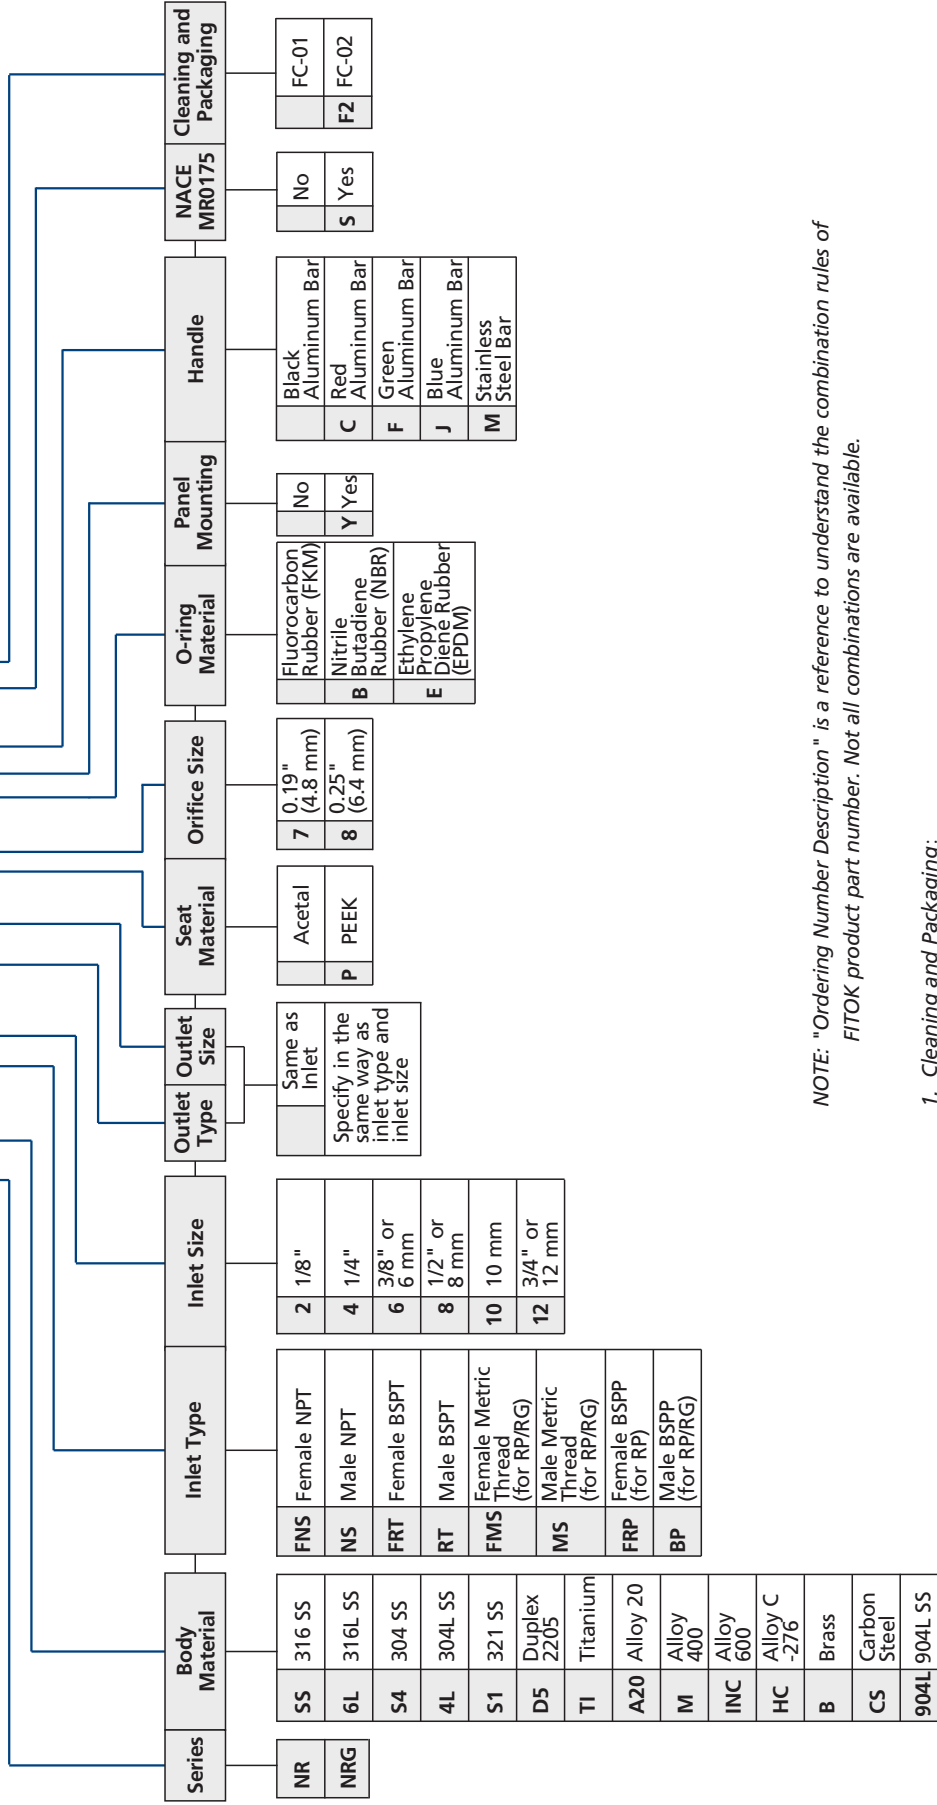 Series
NR
NRG
Body
Material
SS 316 SS
6L 316L SS
S4 304 SS
4L 304L SS
S1 321 SS
D5 Duplex
2205
TI Titanium
A20 Alloy 20
M Alloy
400
INC Alloy
600
HC Alloy C
-276
B Brass
CS Carbon
Steel
904L 904L SS
Inlet Type
FNS Female NPT
NS Male NPT
FRT Female BSPT
RT Male BSPT
FMS Female Metric
Thread
(for RP/RG)
MS Male Metric
Thread
(for RP/RG)
FRP Female BSPP
(for RP)
BP Male BSPP
(for RP/RG)
Inlet Size
2 1/8"
4 1/4"
6 3/8" or
6 mm
8 1/2" or
8 mm
10 10 mm
12 3/4" or
12 mm
Outlet
Type
Outlet
Size
Same as
Inlet
Specify in the
same way as
inlet type and
inlet size
Seat
Material
Acetal
P PEEK
Orifice Size
7 0.19"
(4.8 mm)
8 0.25"
(6.4 mm)
O-ring
Material
Fluorocarbon
Rubber (FKM)
B Nitrile
Butadiene
Rubber (NBR)
E Ethylene
Propylene
Diene Rubber
(EPDM)
Panel
Mounting
No
Y Yes
Handle
Black
Aluminum Bar
C Red
Aluminum Bar
F Green
Aluminum Bar
J Blue
Aluminum Bar
M Stainless
Steel Bar
NACE
MR0175
No
S Yes
Cleaning and
Packaging
FC-01
F2 FC-02
NOTE: "Ordering Number Description" is a reference to understand the combination rules of
FITOK product part number. Not all combinations are available.
1. Cleaning and Packaging: